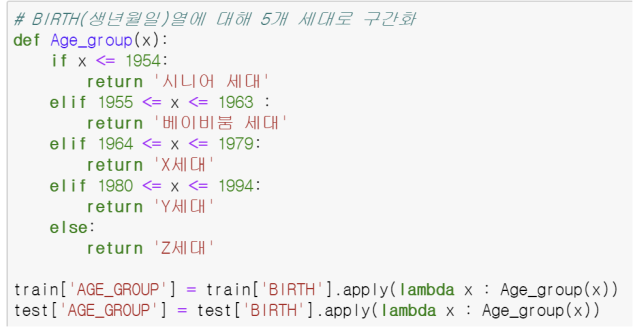 # BIRTH(생년월일)열에 대해 5개 세대로 구간화
def Age_group(x):
    if x <= 1954:
        return '시니어 세대'
    elif 1955 <= x <= 1963 :
        return '베이비붐 세대'
    elif 1964 <= x <= 1979:
        return 'X세대'
    elif 1980 <= x <= 1994:
        return 'Y세대'
    else:
        return 'Z세대'

train['AGE_GROUP'] = train['BIRTH'].apply(lambda x : Age_group(x))
test['AGE_GROUP'] = test['BIRTH'].apply(lambda x : Age_group(x))